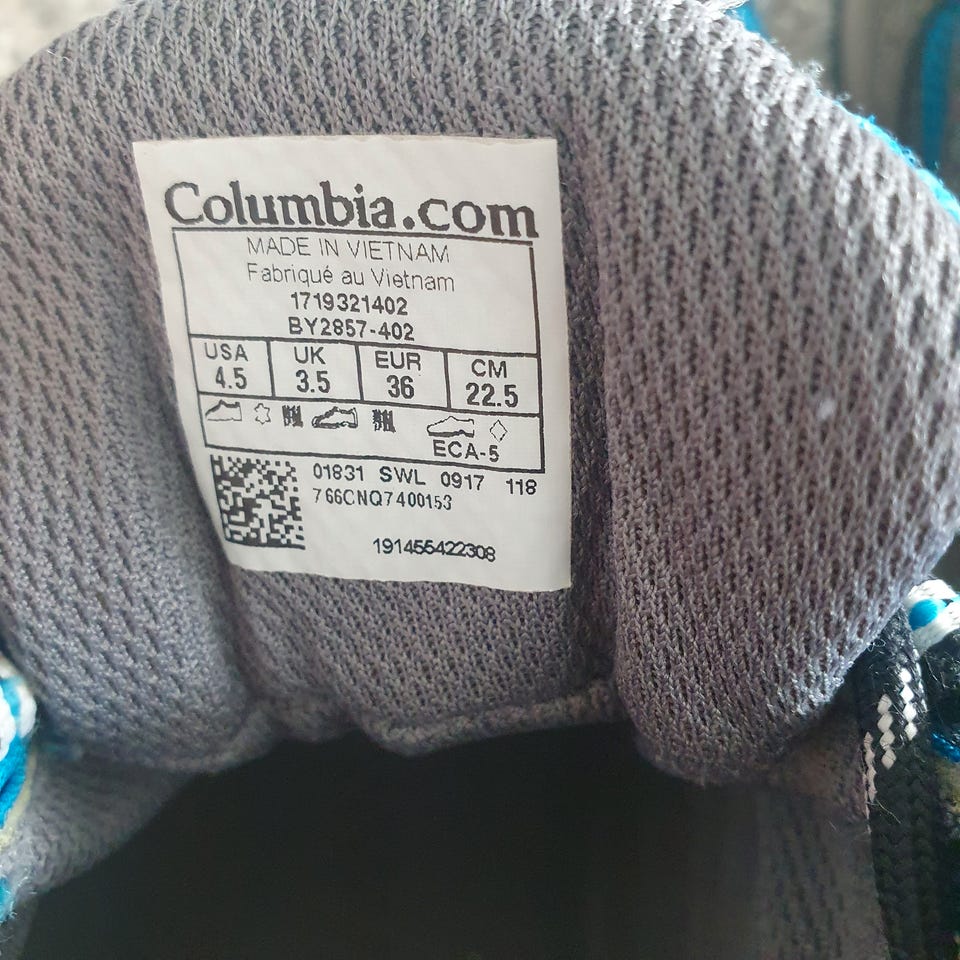 Columbia.com
MADE IN VIETNAM
Fabriqué au Vietnam
1719321402
BY2857-402
USA UK EUR CM
4.5 3.5 36 22.5
ECA-5
01831 SWL 0917 118
766CNQ7400153
191455422308